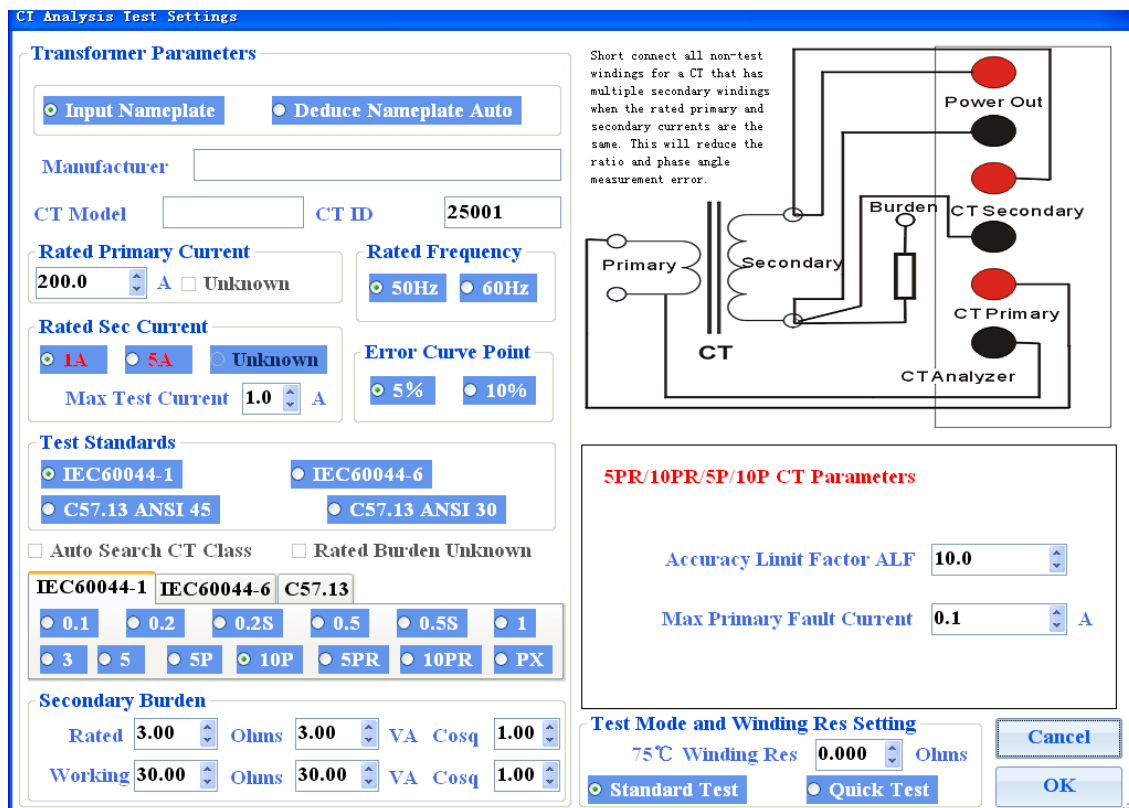 CT Analysis Test Settings
Transformer Parameters
Input Nameplate
Deduce Nameplate Auto
Manufacturer
CT Model
CT ID
25001
Rated Primary Current
200.0
A
Unknown
Rated Frequency
50Hz
60Hz
Rated Sec Current
1A
5A
Unknown
Max Test Current
1.0
A
Error Curve Point
5%
10%
Test Standards
IEC60044-1
IEC60044-6
C57.13 ANSI 45
C57.13 ANSI 30
Auto Search CT Class
Rated Burden Unknown
IEC60044-1
IEC60044-6
C57.13
0.1
0.2
0.2S
0.5
0.5S
1
3
5
5P
10P
5PR
10PR
PX
Secondary Burden
Rated
3.00
Ohms
3.00
VA
Cosq
1.00
Working
30.00
Ohms
30.00
VA
Cosq
1.00
Short connect all non-test
windings for a CT that has
multiple secondary windings
when the rated primary and
secondary currents are the
same. This will reduce the
ratio and phase angle
measurement error.
Power Out
Burden
CT Secondary
Primary
Secondary
CT Primary
CT
CT Analyzer
5PR/10PR/5P/10P CT Parameters
Accuracy Limit Factor ALF
10.0
Max Primary Fault Current
0.1
A
Test Mode and Winding Res Setting
75℃ Winding Res
0.000
Ohms
Standard Test
Quick Test
Cancel
OK